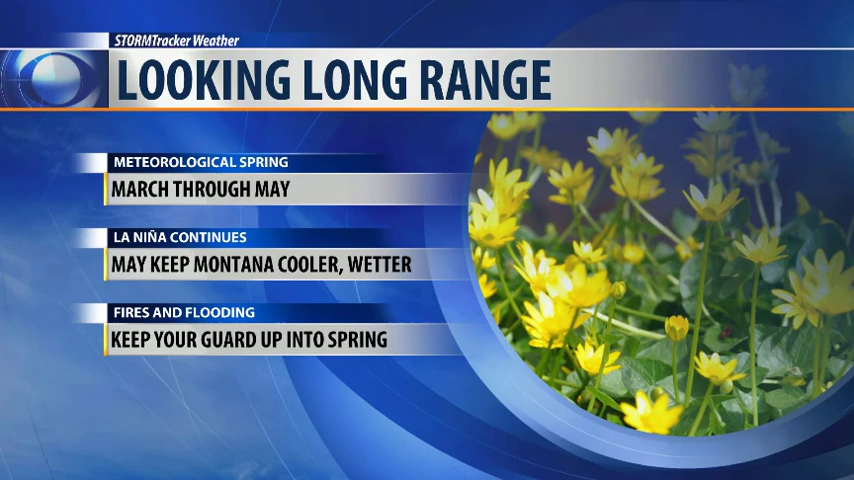 STORMTracker Weather
LOOKING LONG RANGE
METEOROLOGICAL SPRING
MARCH THROUGH MAY
LA NIÑA CONTINUES
MAY KEEP MONTANA COOLER, WETTER
FIRES AND FLOODING
KEEP YOUR GUARD UP INTO SPRING